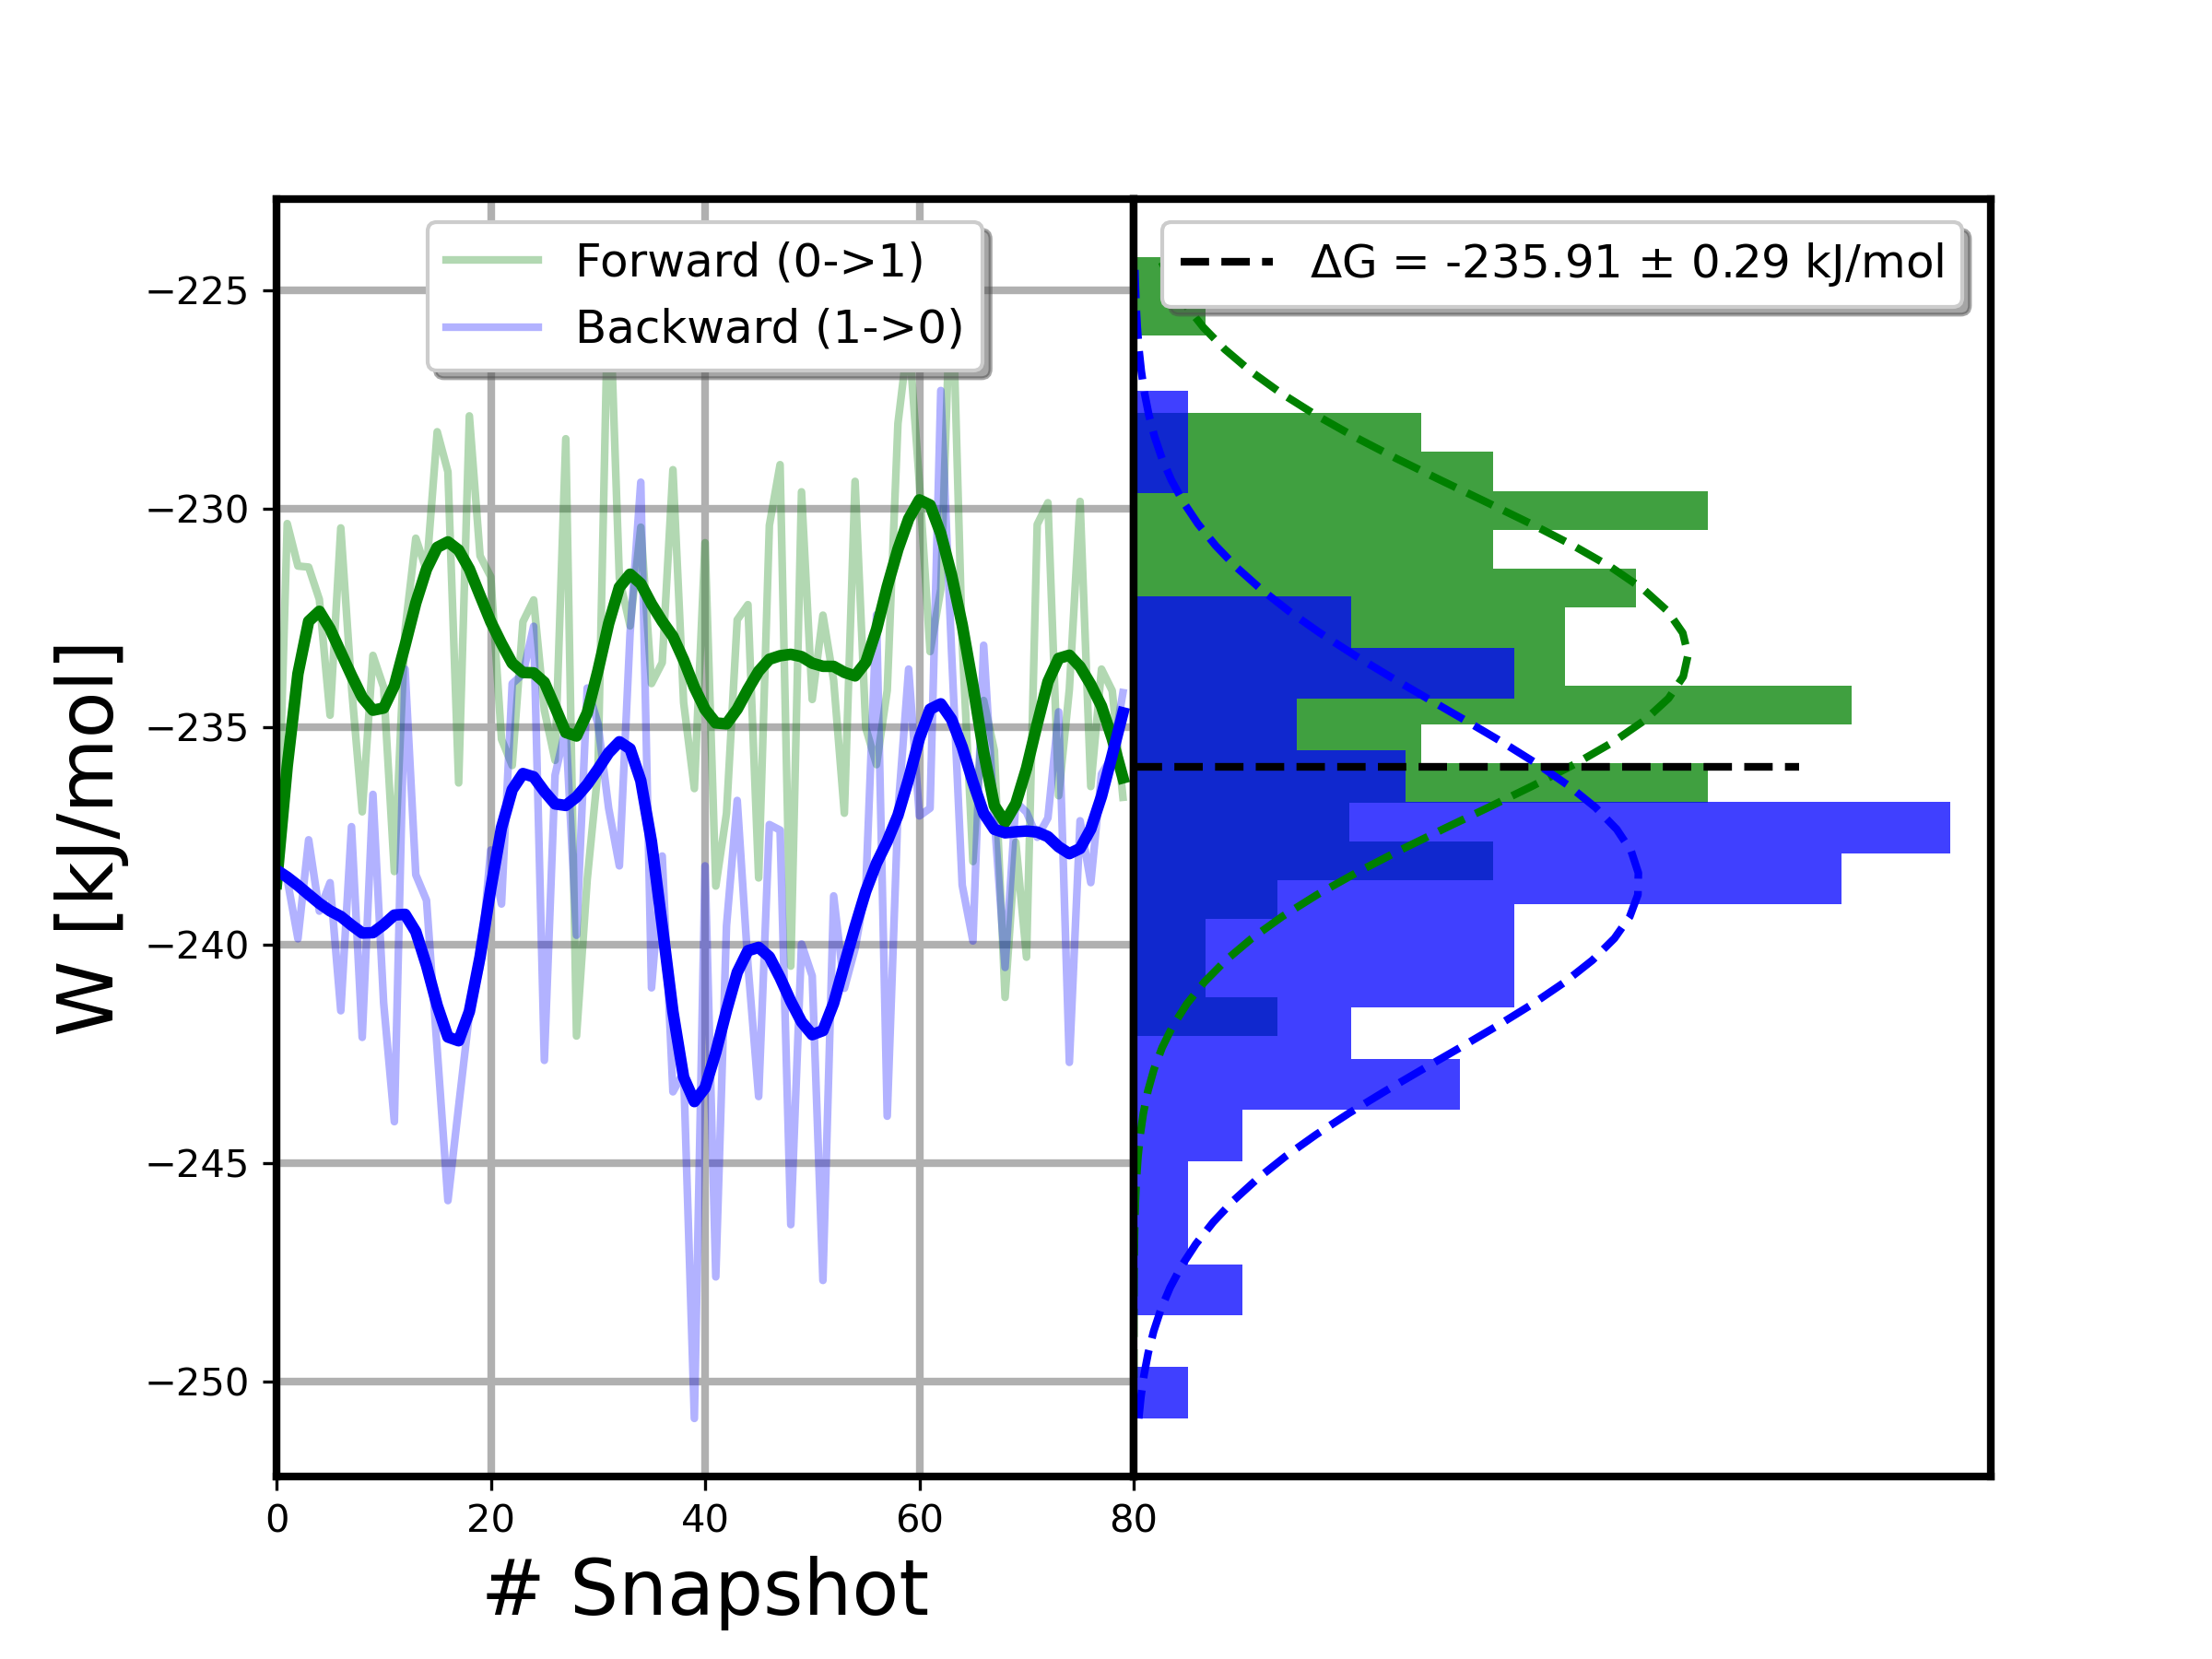 Forward (0->1)
Backward (1->0)
ΔG = -235.91 ± 0.29 kJ/mol
−225
−230
−235
−240
−245
−250
W [kJ/mol]
0 20 40 60 80
# Snapshot